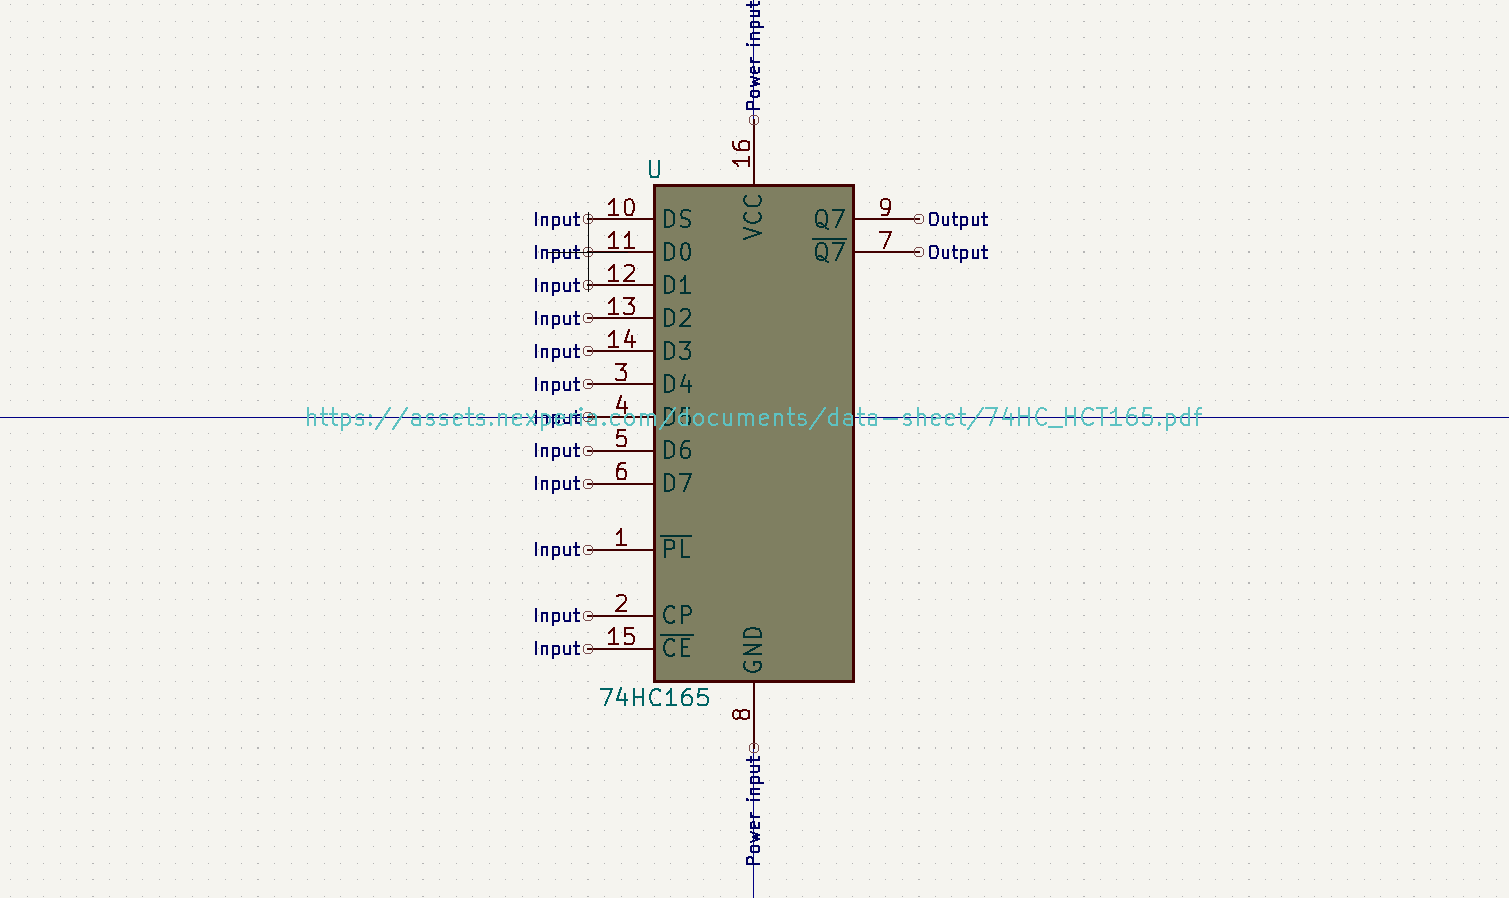 Power input
16
U
VCC
Input 10 DS
Q7 9 Output
Input 11 D0
Q7 7 Output
Input 12 D1
Input 13 D2
Input 14 D3
Input 3 D4
Input 4 D5
https://assets.nexperia.com/documents/data-sheet/74HC_HCT165.pdf
Input 5 D6
Input 6 D7
Input 1 PL
Input 2 CP
Input 15 CE
GND
74HC165
8
Power input